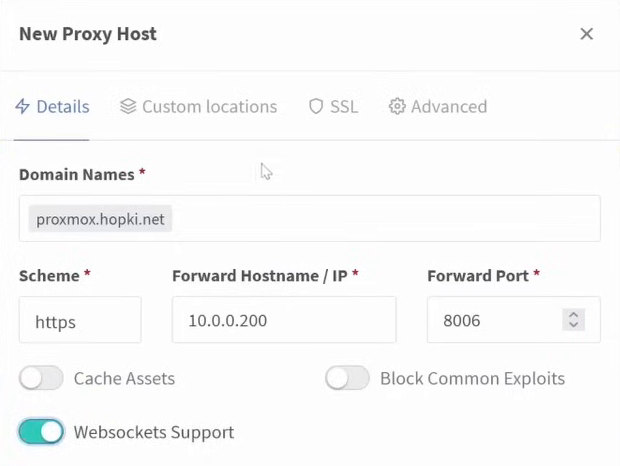 New Proxy Host
Details Custom locations SSL Advanced
Domain Names *
proxmox.hopki.net
Scheme * Forward Hostname / IP * Forward Port *
https 10.0.0.200 8006
Cache Assets Block Common Exploits
Websockets Support